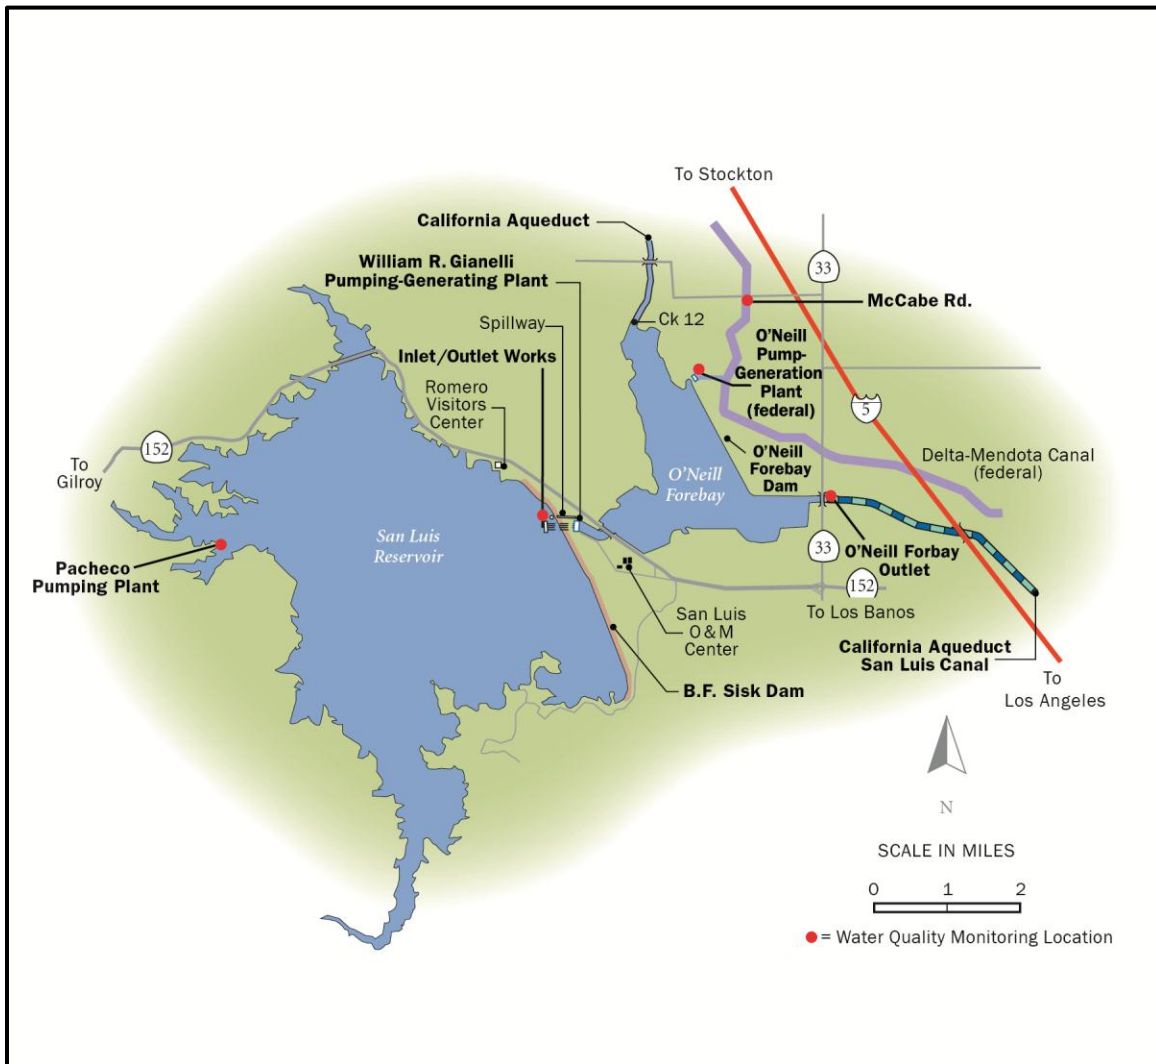 To Stockton
California Aqueduct
33
William R. Gianelli
Pumping-Generating Plant
McCabe Rd.
Spillway
Ck 12
O'Neill
Pump-
Generation
Plant
(federal)
Inlet/Outlet Works
Romero
Visitors
Center
5
152
To
Gilroy
O'Neill
Forebay
O'Neill
Forebay
Dam
Delta-Mendota Canal
(federal)
San Luis
Reservoir
Pacheco
Pumping Plant
33
O'Neill Forbay
Outlet
152
To Los Banos
San Luis
O & M
Center
California Aqueduct
San Luis Canal
B.F. Sisk Dam
To
Los Angeles
N
SCALE IN MILES
0 1 2
= Water Quality Monitoring Location